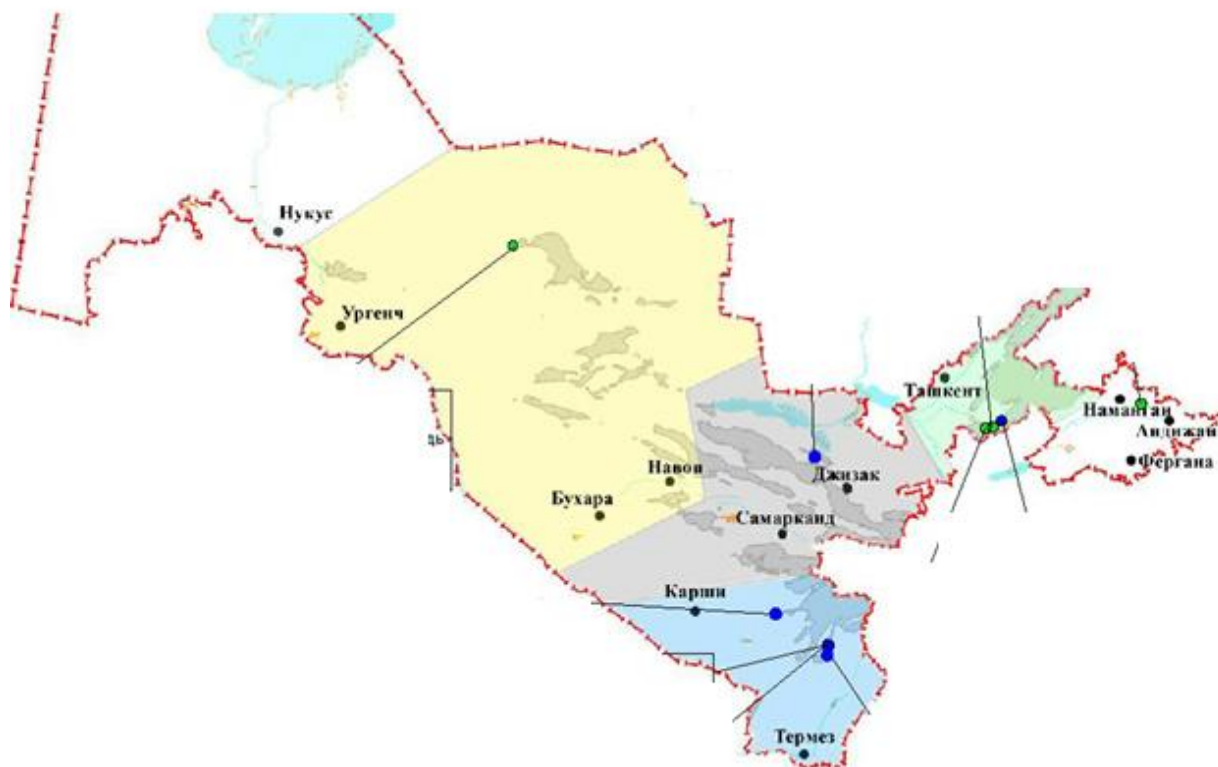 Нукус
Ургенч
Ташкент
Наманган
Андижан
Фергана
Навои
Джизак
Бухара
Самарканд
Карши
Термез